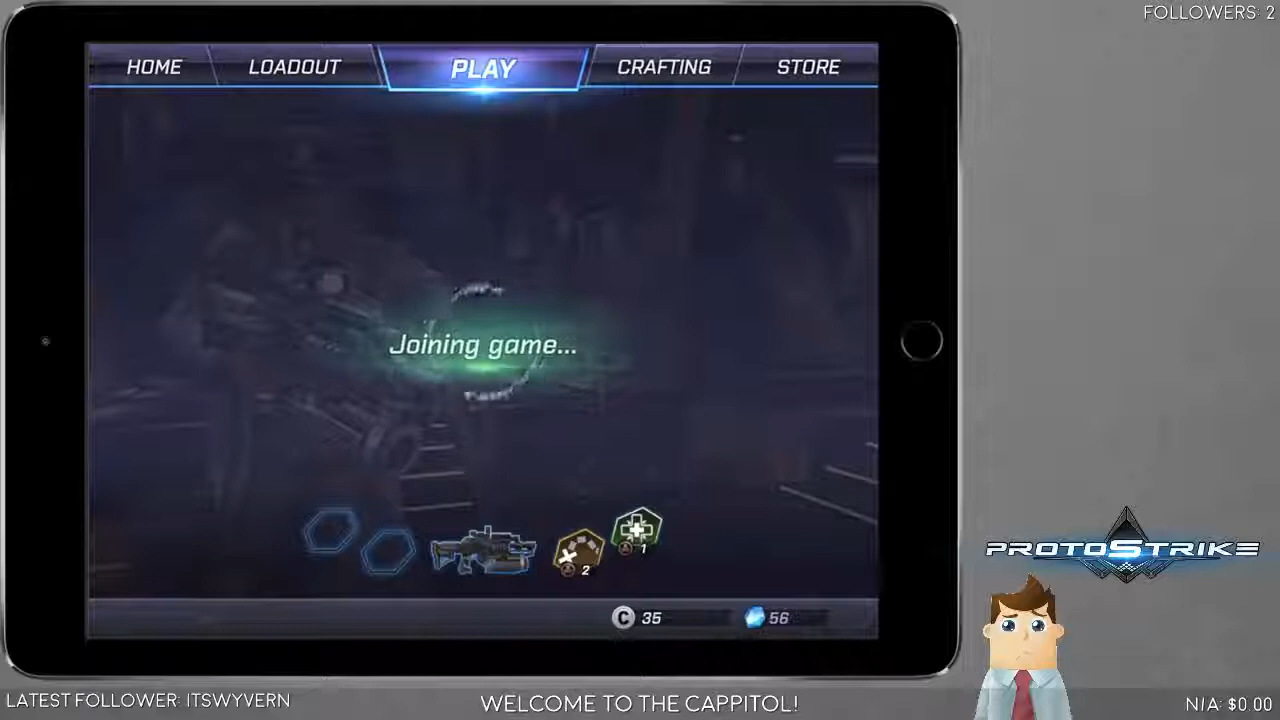 FOLLOWERS: 2
HOME LOADOUT PLAY CRAFTING STORE
Joining game...
2
1
C 35 56
PROTOSTRIKE
LATEST FOLLOWER: ITSWYVERN
WELCOME TO THE CAPPITOL!
N/A: $0.00